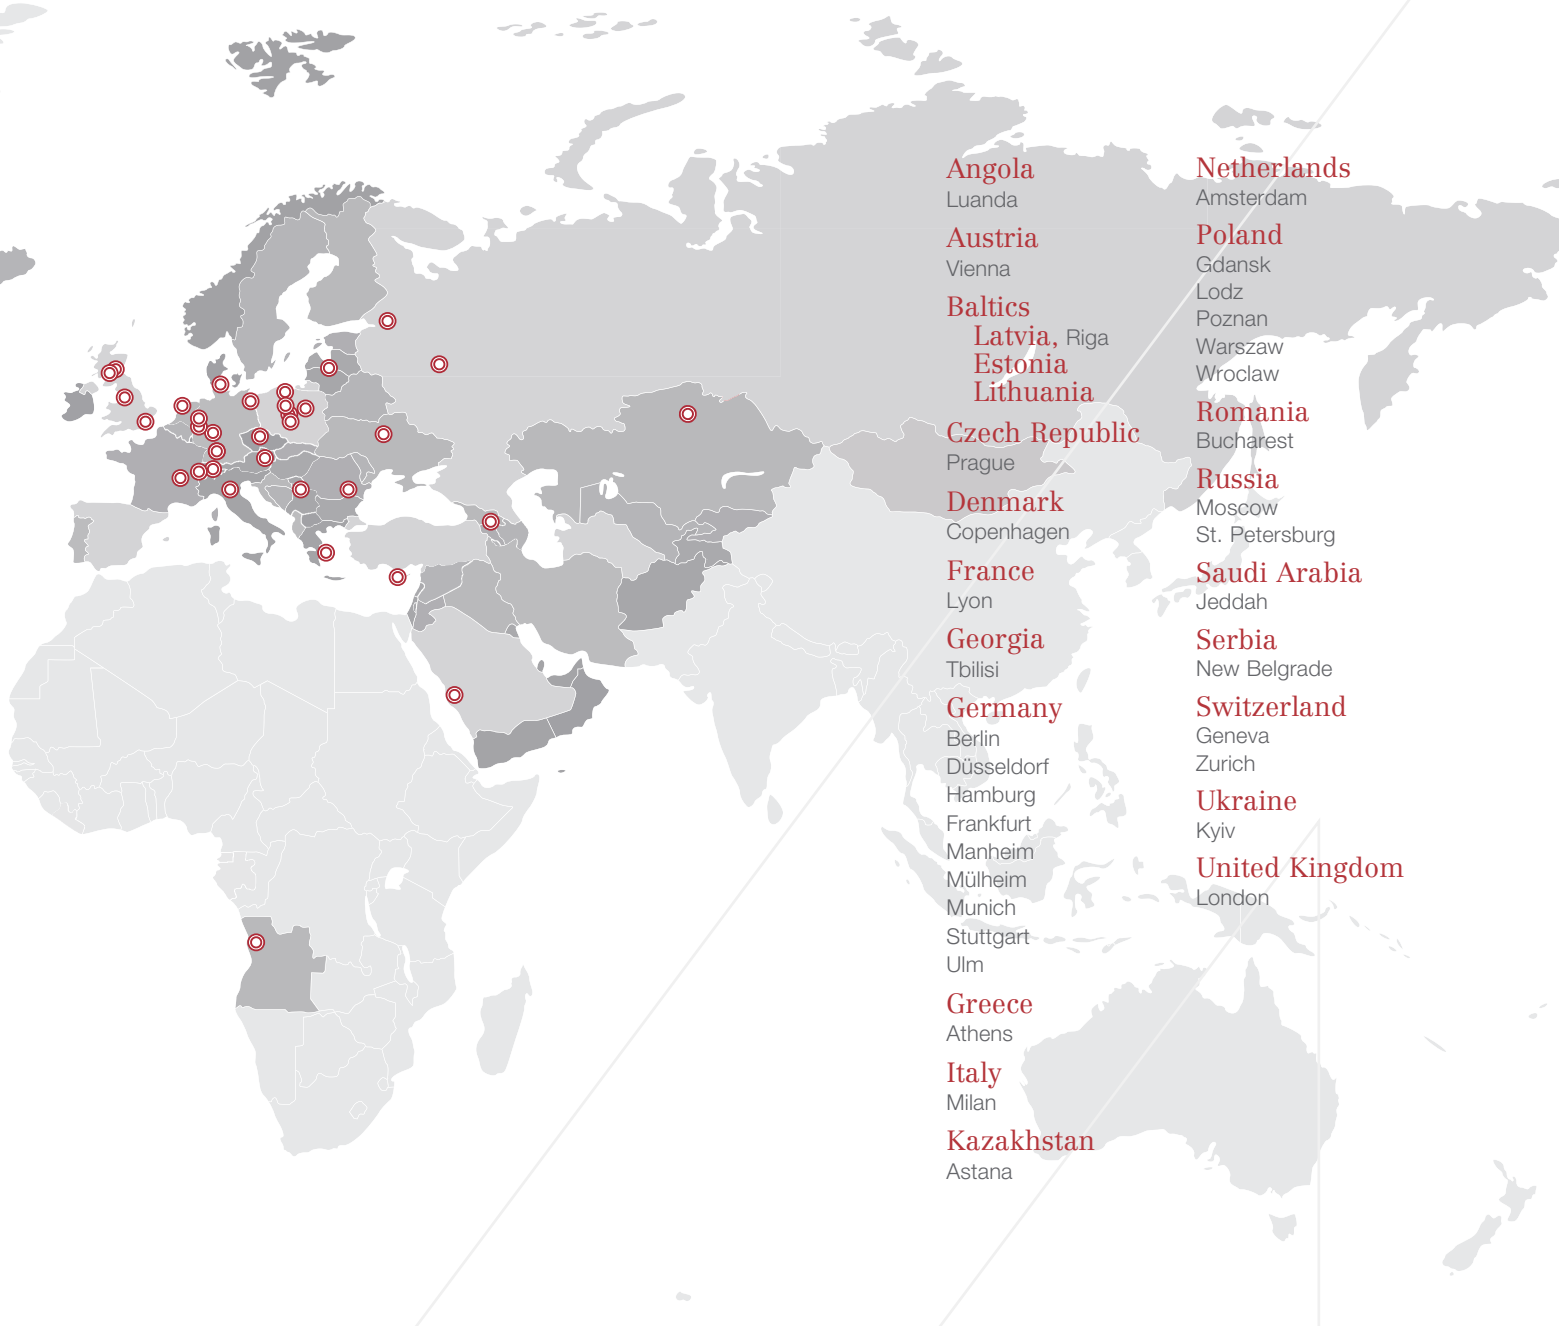 Angola
Luanda
Austria
Vienna
Baltics
Latvia, Riga
Estonia
Lithuania
Czech Republic
Prague
Denmark
Copenhagen
France
Lyon
Georgia
Tbilisi
Germany
Berlin
Düsseldorf
Hamburg
Frankfurt
Manheim
Mülheim
Munich
Stuttgart
Ulm
Greece
Athens
Italy
Milan
Kazakhstan
Astana
Netherlands
Amsterdam
Poland
Gdansk
Lodz
Poznan
Warszaw
Wroclaw
Romania
Bucharest
Russia
Moscow
St. Petersburg
Saudi Arabia
Jeddah
Serbia
New Belgrade
Switzerland
Geneva
Zurich
Ukraine
Kyiv
United Kingdom
London